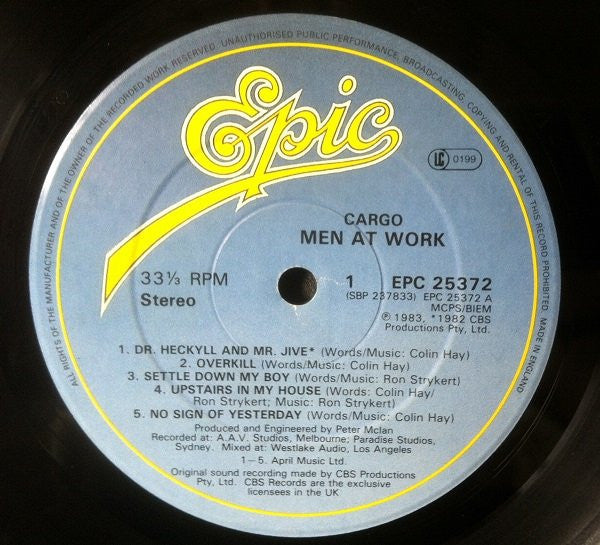 ALL RIGHTS OF THE MANUFACTURER AND OF THE OWNER OF THE RECORDED WORK RESERVED. UNAUTHORISED PUBLIC PERFORMANCE, BROADCASTING, COPYING AND RENTAL OF THIS RECORD PROHIBITED. MADE IN ENGLAND
Epic
LC 0199
CARGO
MEN AT WORK
33⅓ RPM
Stereo
1 EPC 25372
(SBP 237833) EPC 25372 A
MCPS/BIEM
℗ 1983, *1982 CBS
Productions Pty, Ltd.
1. DR. HECKYLL AND MR. JIVE* (Words/Music: Colin Hay)
2. OVERKILL (Words/Music: Colin Hay)
3. SETTLE DOWN MY BOY (Words/Music: Ron Strykert)
4. UPSTAIRS IN MY HOUSE (Words: Colin Hay/
Ron Strykert; Music: Ron Strykert)
5. NO SIGN OF YESTERDAY (Words/Music: Colin Hay)
Produced and Engineered by Peter McIan
Recorded at: A.A.V. Studios, Melbourne; Paradise Studios,
Sydney. Mixed at: Westlake Audio, Los Angeles
1—5. April Music Ltd.
Original sound recording made by CBS Productions
Pty, Ltd. CBS Records are the exclusive
licensees in the UK